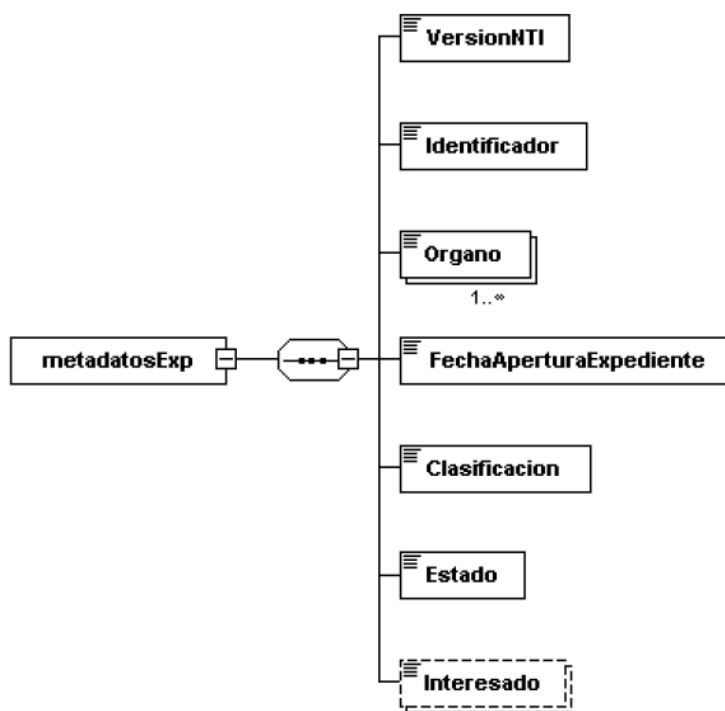 VersionNTI
Identificador
Organo
1..∞
metadatosExp
FechaAperturaExpediente
Clasificacion
Estado
Interesado